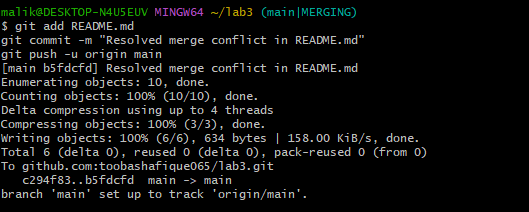 malik@DESKTOP-N4U5EUV MINGW64 ~/lab3 (main|MERGING)
$ git add README.md
git commit -m "Resolved merge conflict in README.md"
git push -u origin main
[main b5fdcfd] Resolved merge conflict in README.md
Enumerating objects: 10, done.
Counting objects: 100% (10/10), done.
Delta compression using up to 4 threads
Compressing objects: 100% (3/3), done.
Writing objects: 100% (6/6), 634 bytes | 158.00 KiB/s, done.
Total 6 (delta 0), reused 0 (delta 0), pack-reused 0 (from 0)
To github.com:toobashafique065/lab3.git
   c294f83..b5fdcfd  main -> main
branch 'main' set up to track 'origin/main'.